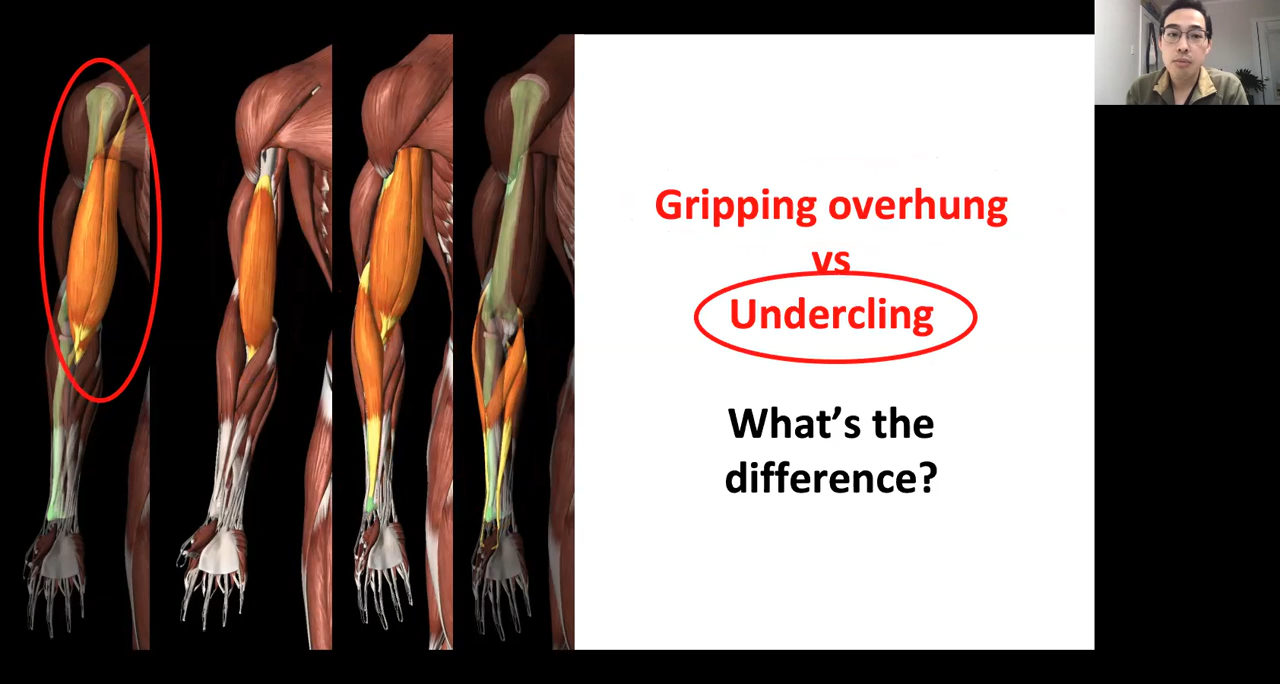 Gripping overhung
vs
Undercling
What’s the
difference?